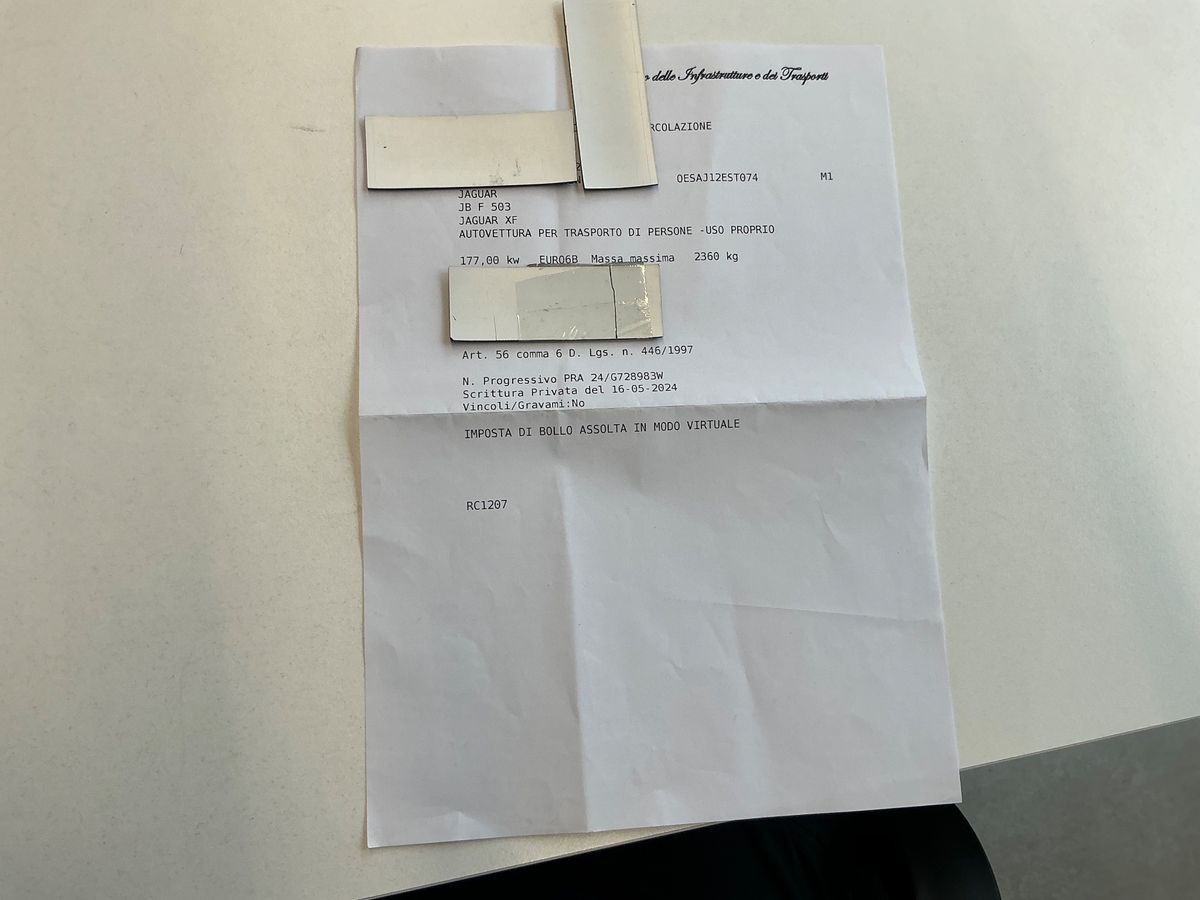 delle Infrastrutture e dei Trasporti
RCOLAZIONE
OESAJ12EST074 M1
JAGUAR
JB F 503
JAGUAR XF
AUTOVETTURA PER TRASPORTO DI PERSONE -USO PROPRIO
177,00 kw EURO6B Massa massima 2360 kg
Art. 56 comma 6 D. Lgs. n. 446/1997
N. Progressivo PRA 24/G728983W
Scrittura Privata del 16-05-2024
Vincoli/Gravami:No
IMPOSTA DI BOLLO ASSOLTA IN MODO VIRTUALE
RC1207